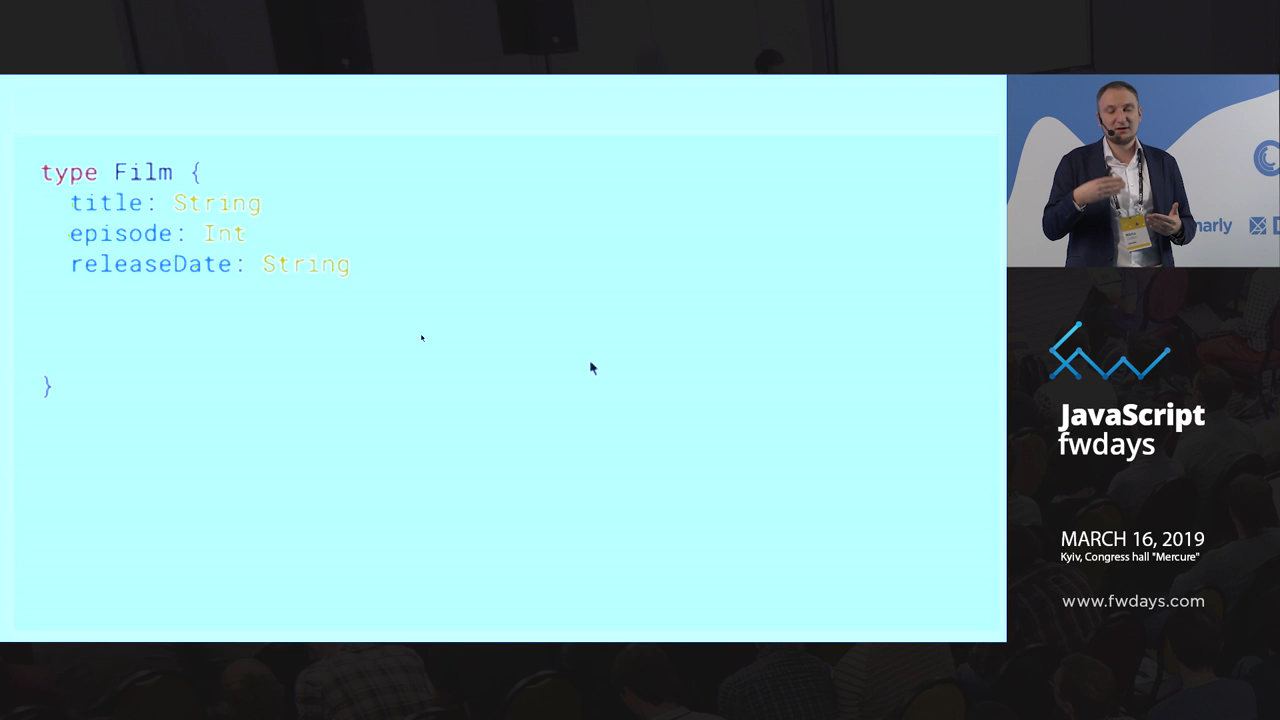 type Film {
title: String
episode: Int
releaseDate: String
}
marly
JavaScript
fwdays
MARCH 16, 2019
Kyiv, Congress hall "Mercure"
www.fwdays.com